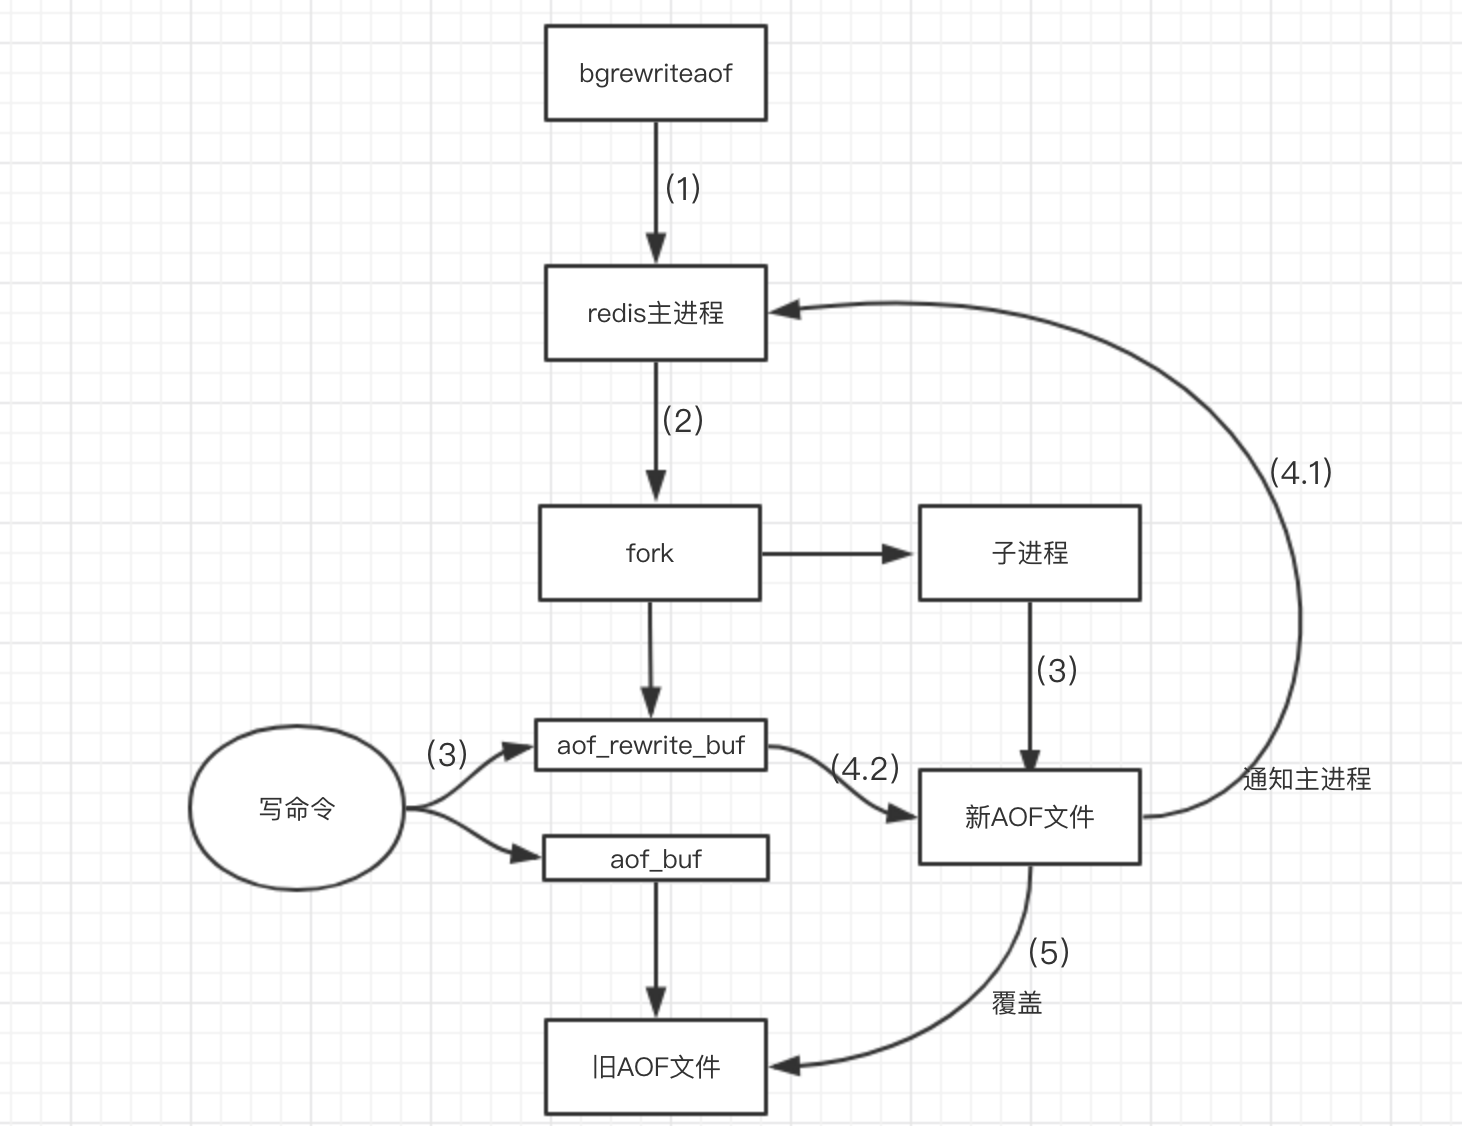 bgrewriteaof
(1)
redis主进程
(2)
(4.1)
fork
子进程
(3)
(3)
aof_rewrite_buf
(4.2)
通知主进程
写命令
新AOF文件
aof_buf
(5)
覆盖
旧AOF文件